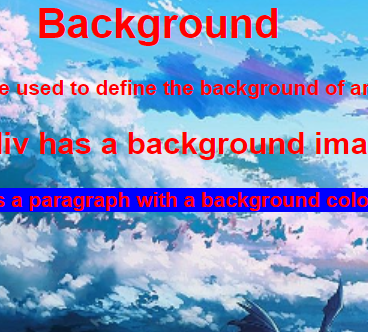 Background
e used to define the background of an
div has a background ima
s a paragraph with a background colo